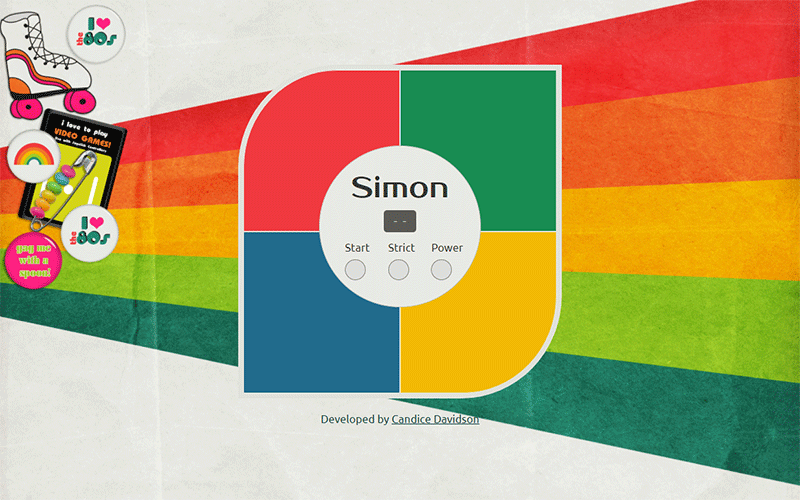 I ❤
the 80s
i love to play
VIDEO GAMES!
I ❤
the 80s
gag me
with a
spoon!
Simon
--
Start Strict Power
Developed by Candice Davidson